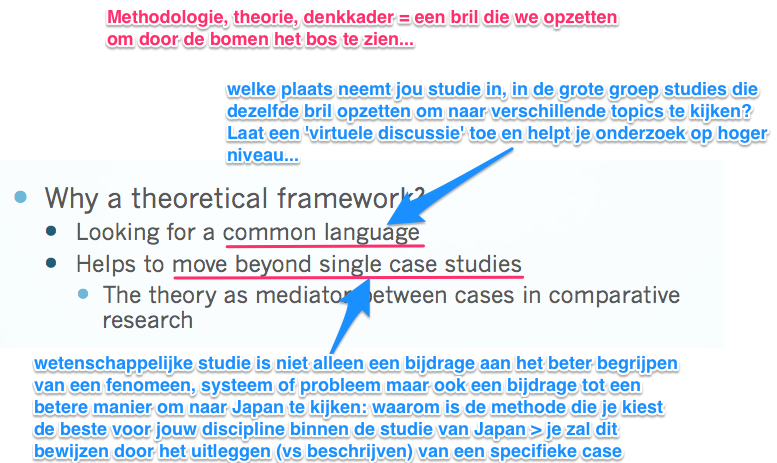 Methodologie, theorie, denkkader = een bril die we opzetten
om door de bomen het bos te zien...
welke plaats neemt jou studie in, in de grote groep studies die
dezelfde bril opzetten om naar verschillende topics te kijken?
Laat een 'virtuele discussie' toe en helpt je onderzoek op hoger
niveau...
Why a theoretical framework?
Looking for a common language
Helps to move beyond single case studies
The theory as mediator between cases in comparative
research
wetenschappelijke studie is niet alleen een bijdrage aan het beter begrijpen
van een fenomeen, systeem of probleem maar ook een bijdrage tot een
betere manier om naar Japan te kijken: waarom is de methode die je kiest
de beste voor jouw discipline binnen de studie van Japan > je zal dit
bewijzen door het uitleggen (vs beschrijven) van een specifieke case